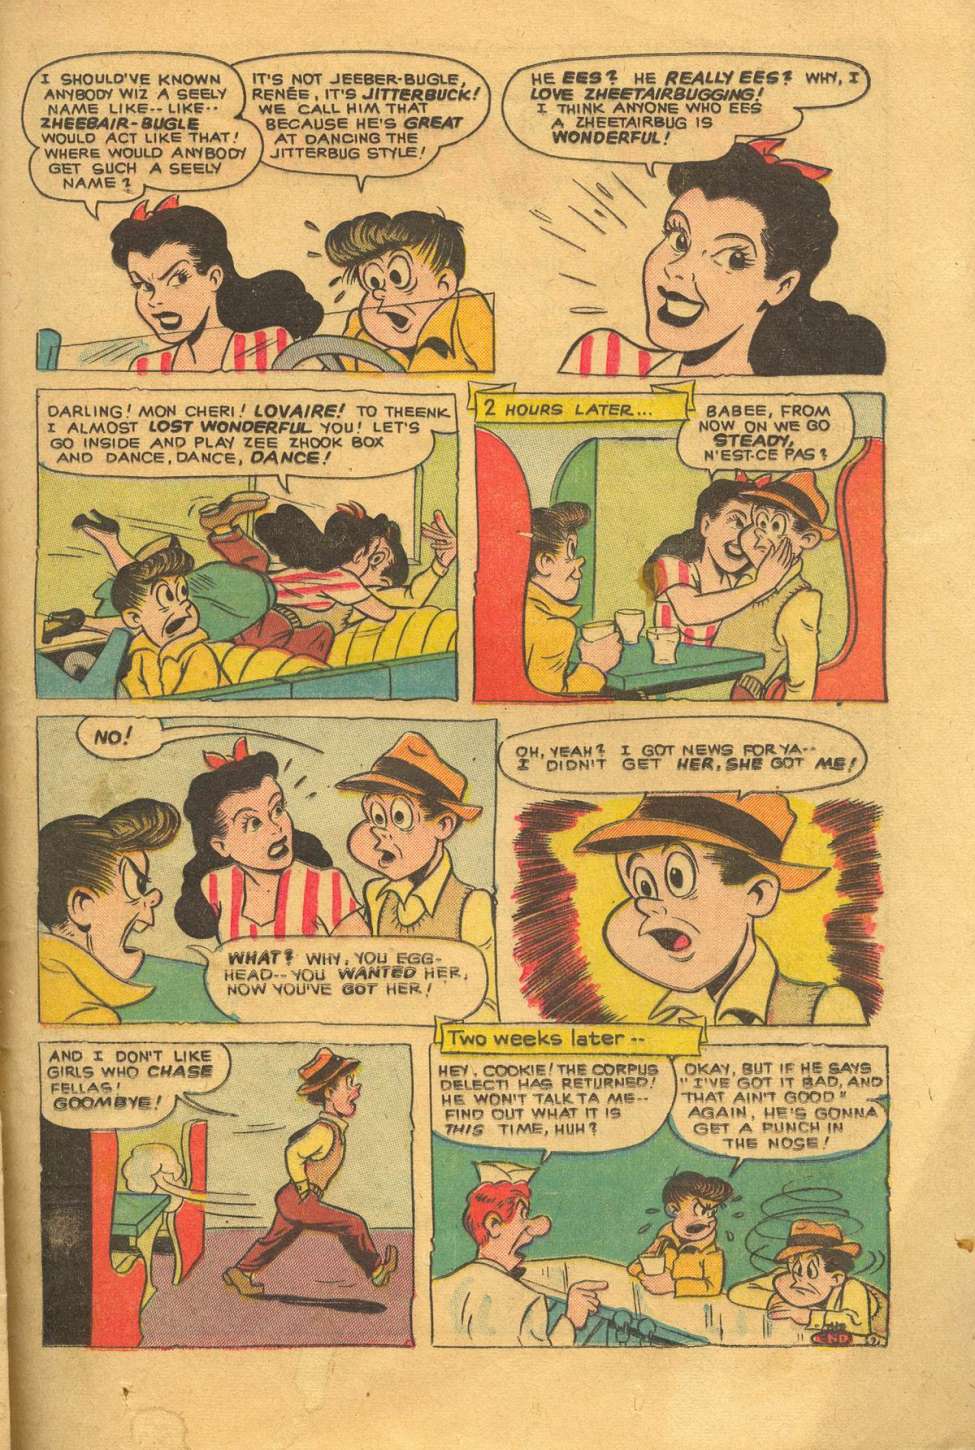 I SHOULD'VE KNOWN
ANYBODY WIZ A SEELY
NAME LIKE-- LIKE--
ZHEEBAIR-BUGLE
WOULD ACT LIKE THAT!
WHERE WOULD ANYBODY
GET SUCH A SEELY
NAME?
IT'S NOT JEEBER-BUGLE,
RENÉE, IT'S JITTERBUCK!
WE CALL HIM THAT
BECAUSE HE'S GREAT
AT DANCING THE
JITTERBUG STYLE!
HE EES? HE REALLY EES? WHY, I
LOVE ZHEETAIRBUGGING!
I THINK ANYONE WHO EES
A ZHEETAIRBUG IS
WONDERFUL!
DARLING! MON CHERI! LOVAIRE! TO THEENK
I ALMOST LOST WONDERFUL YOU! LET'S
GO INSIDE AND PLAY ZEE ZHOOK BOX
AND DANCE, DANCE, DANCE!
2 HOURS LATER...
BABEE, FROM
NOW ON WE GO
STEADY,
N'EST-CE PAS?
NO!
WHAT? WHY, YOU EGG-
HEAD-- YOU WANTED HER,
NOW YOU'VE GOT HER!
OH, YEAH? I GOT NEWS FOR YA--
I DIDN'T GET HER, SHE GOT ME!
AND I DON'T LIKE
GIRLS WHO CHASE
FELLAS!
GOOMBYE!
Two weeks later --
HEY, COOKIE! THE CORPUS
DELECTI HAS RETURNED!
HE WON'T TALK TA ME--
FIND OUT WHAT IT IS
THIS TIME, HUH?
OKAY, BUT IF HE SAYS
"I'VE GOT IT BAD, AND
THAT AIN'T GOOD"
AGAIN, HE'S GONNA
GET A PUNCH IN
THE NOSE!
THE
END